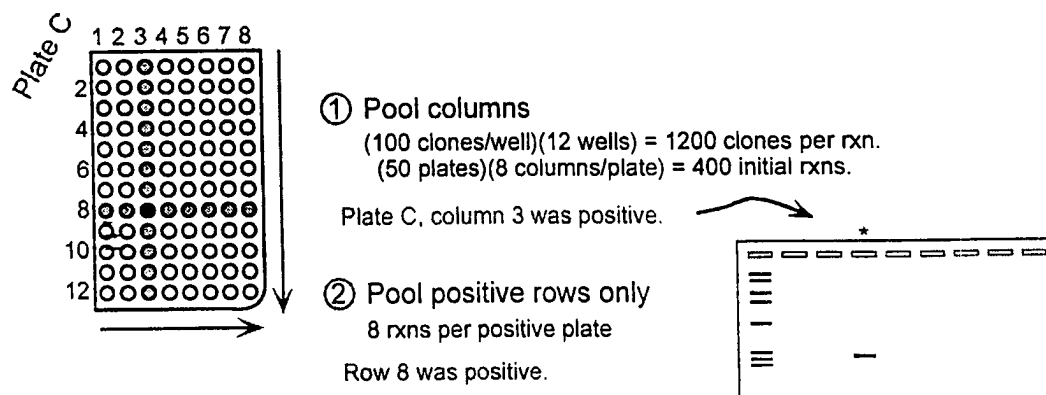 Plate C
1 2 3 4 5 6 7 8
2
4
6
8
10
12
① Pool columns
(100 clones/well)(12 wells) = 1200 clones per rxn.
(50 plates)(8 columns/plate) = 400 initial rxns.
Plate C, column 3 was positive.
*
② Pool positive rows only
8 rxns per positive plate
Row 8 was positive.